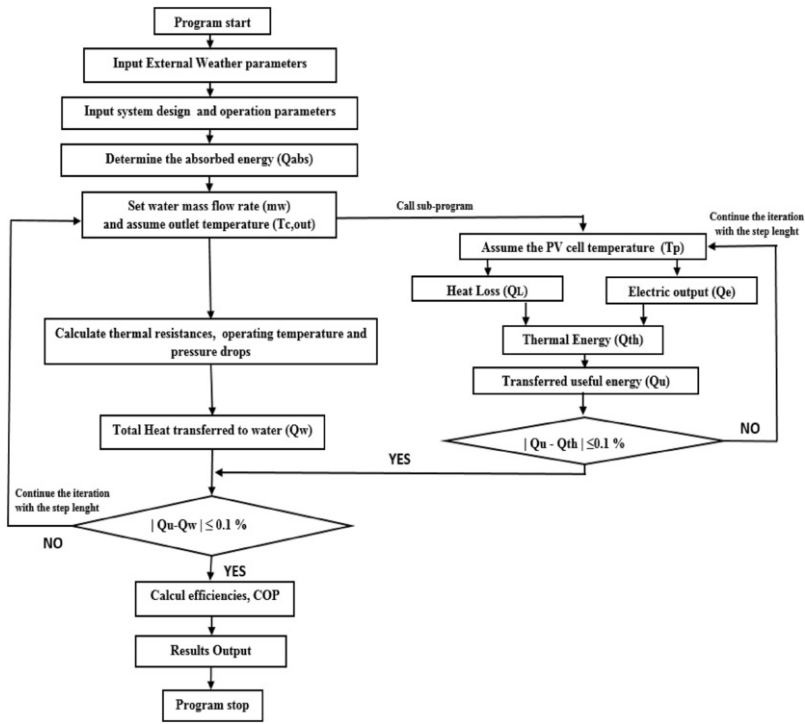 Program start
Input External Weather parameters
Input system design and operation parameters
Determine the absorbed energy (Qabs)
Set water mass flow rate (mw)
and assume outlet temperature (Tc,out)
Call sub-program
Continue the iteration
with the step lenght
Assume the PV cell temperature (Tp)
Heat Loss (QL)
Electric output (Qe)
Calculate thermal resistances, operating temperature and
pressure drops
Thermal Energy (Qth)
Transferred useful energy (Qu)
Total Heat transferred to water (Qw)
| Qu - Qth | ≤0.1 %
NO
YES
Continue the iteration
with the step lenght
| Qu-Qw | ≤ 0.1 %
NO
YES
Calcul efficiencies, COP
Results Output
Program stop